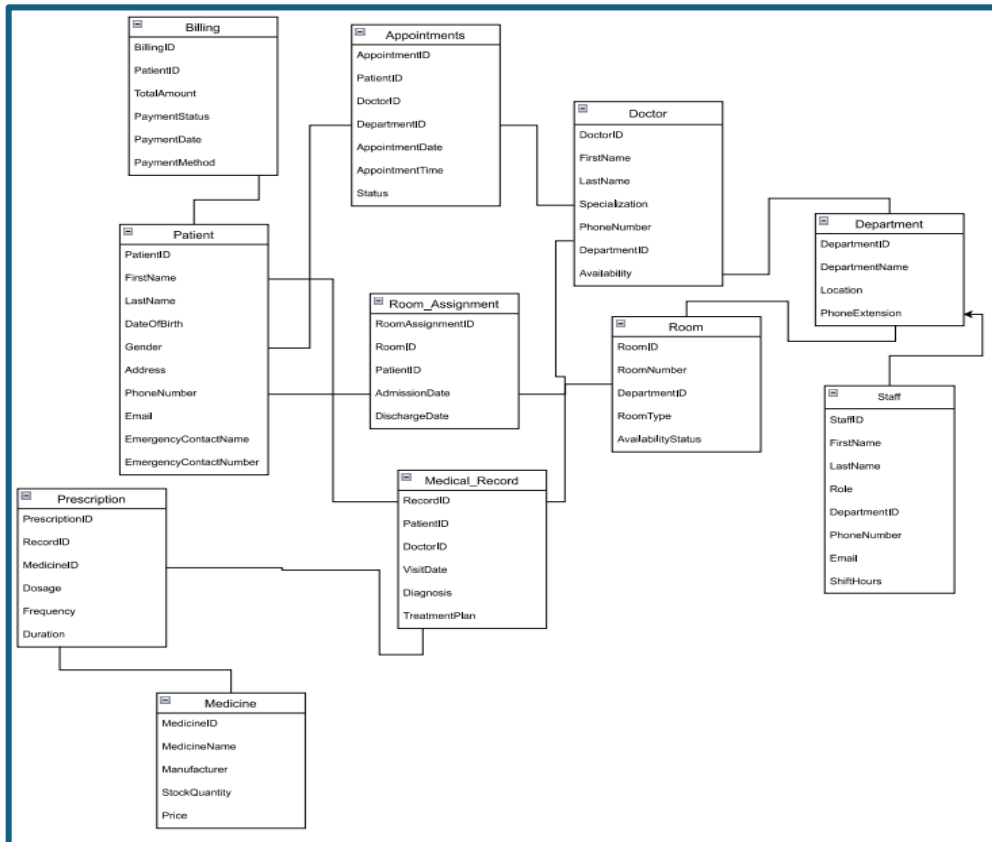 Billing
BillingID
PatientID
TotalAmount
PaymentStatus
PaymentDate
PaymentMethod
Appointments
AppointmentID
PatientID
DoctorID
DepartmentID
AppointmentDate
AppointmentTime
Status
Doctor
DoctorID
FirstName
LastName
Specialization
PhoneNumber
DepartmentID
Availability
Department
DepartmentID
DepartmentName
Location
PhoneExtension
Patient
PatientID
FirstName
LastName
DateOfBirth
Gender
Address
PhoneNumber
Email
EmergencyContactName
EmergencyContactNumber
Room_Assignment
RoomAssignmentID
RoomID
PatientID
AdmissionDate
DischargeDate
Room
RoomID
RoomNumber
DepartmentID
RoomType
AvailabilityStatus
Staff
StaffID
FirstName
LastName
Role
DepartmentID
PhoneNumber
Email
ShiftHours
Prescription
PrescriptionID
RecordID
MedicineID
Dosage
Frequency
Duration
Medical_Record
RecordID
PatientID
DoctorID
VisitDate
Diagnosis
TreatmentPlan
Medicine
MedicineID
MedicineName
Manufacturer
StockQuantity
Price